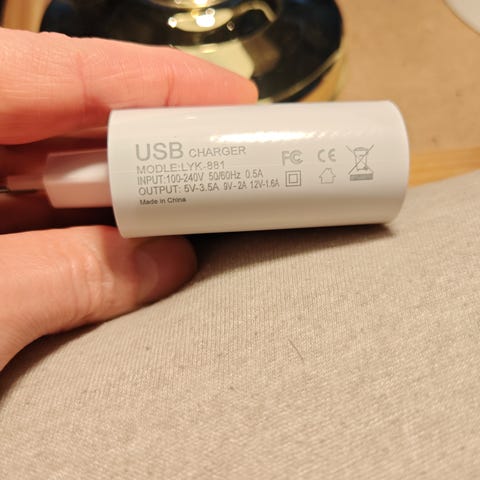 USB CHARGER
MODLE:LYK-881
INPUT:100-240V 50/60Hz 0.5A
OUTPUT: 5V-3.5A 9V-2A 12V-1.6A
Made in China
FC CE